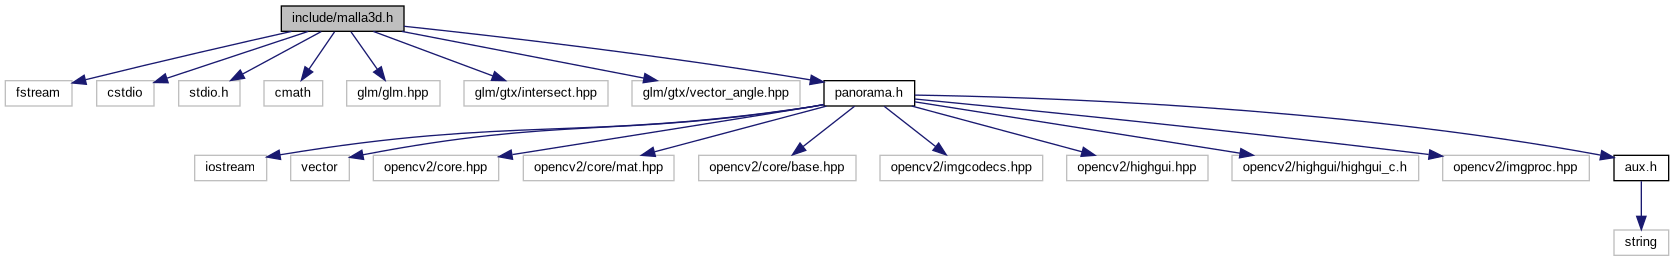 include/malla3d.h
fstream
cstdio
stdio.h
cmath
glm/glm.hpp
glm/gtx/intersect.hpp
glm/gtx/vector_angle.hpp
panorama.h
iostream
vector
opencv2/core.hpp
opencv2/core/mat.hpp
opencv2/core/base.hpp
opencv2/imgcodecs.hpp
opencv2/highgui.hpp
opencv2/highgui/highgui_c.h
opencv2/imgproc.hpp
aux.h
string